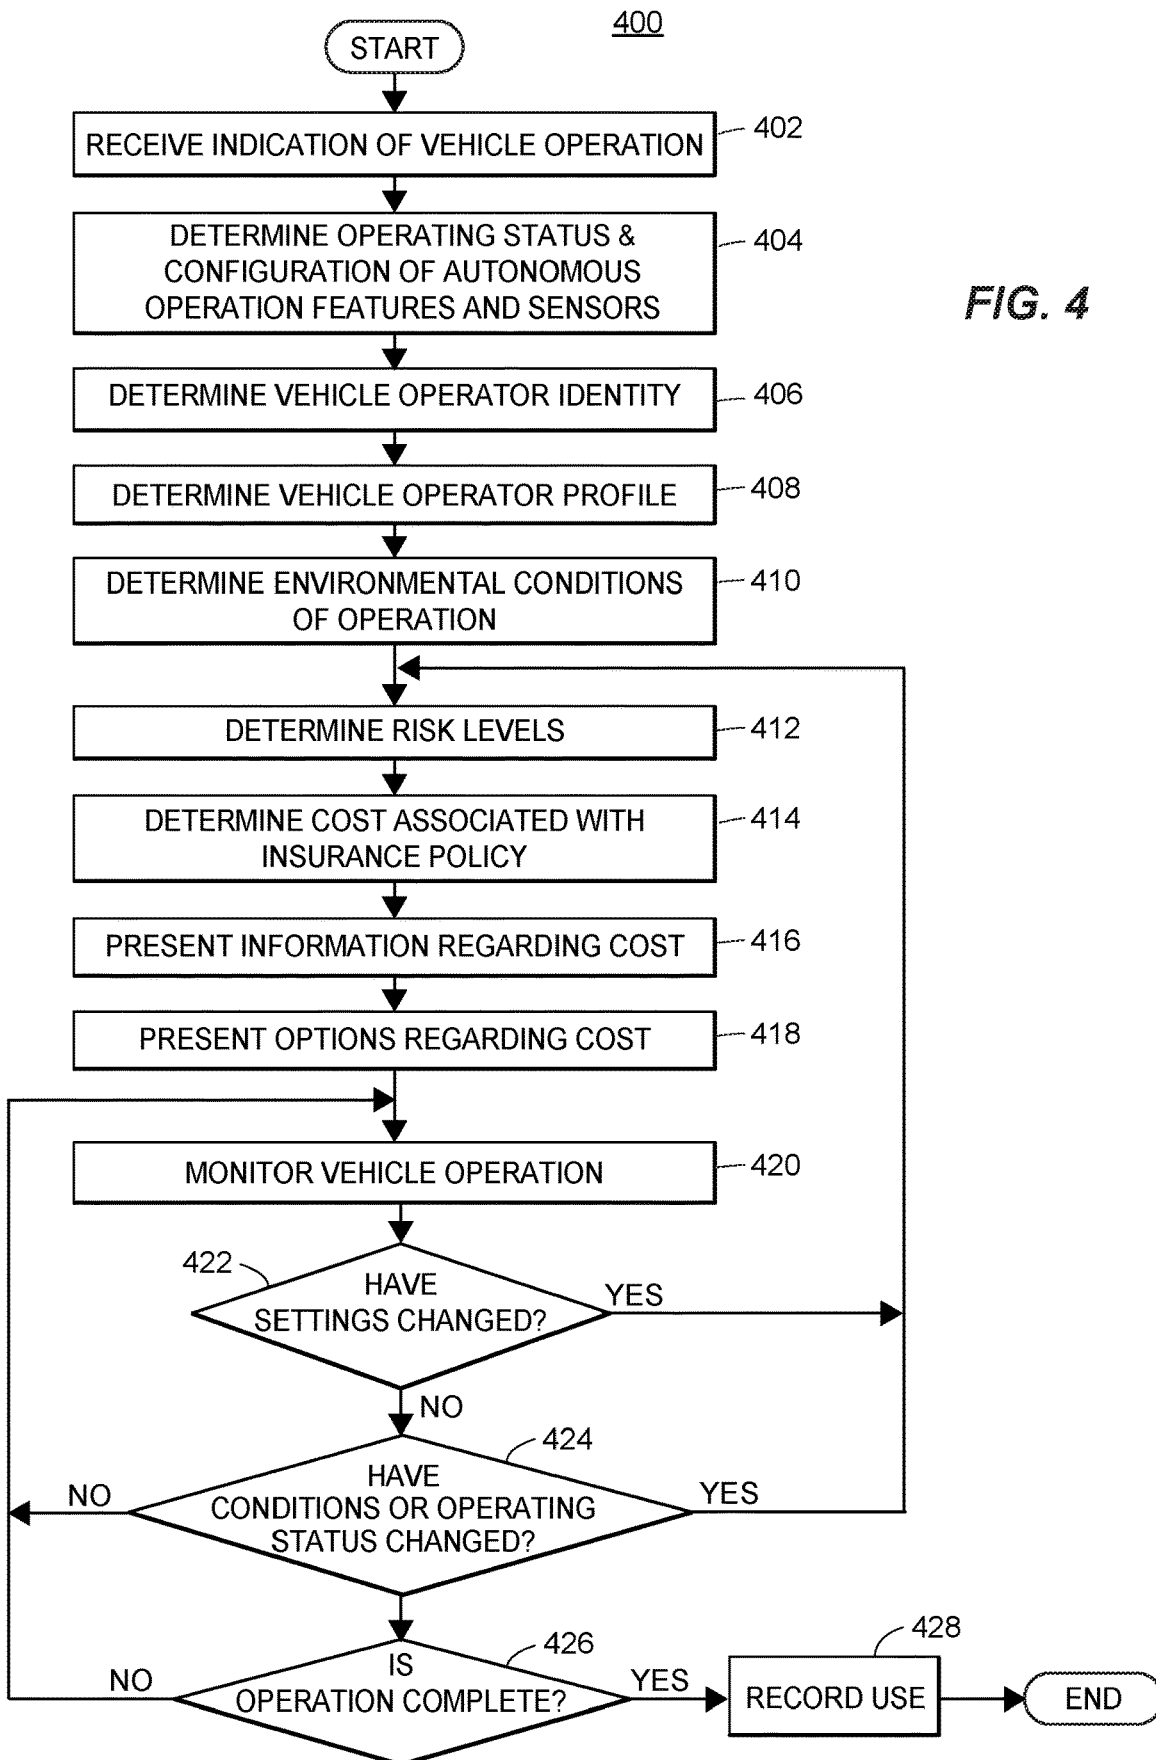 400
START
RECEIVE INDICATION OF VEHICLE OPERATION
402
DETERMINE OPERATING STATUS &
CONFIGURATION OF AUTONOMOUS
OPERATION FEATURES AND SENSORS
404
FIG. 4
DETERMINE VEHICLE OPERATOR IDENTITY
406
DETERMINE VEHICLE OPERATOR PROFILE
408
DETERMINE ENVIRONMENTAL CONDITIONS
OF OPERATION
410
DETERMINE RISK LEVELS
412
DETERMINE COST ASSOCIATED WITH
INSURANCE POLICY
414
PRESENT INFORMATION REGARDING COST
416
PRESENT OPTIONS REGARDING COST
418
MONITOR VEHICLE OPERATION
420
422
HAVE
SETTINGS CHANGED?
YES
NO
424
HAVE
CONDITIONS OR OPERATING
STATUS CHANGED?
NO
YES
426
IS
OPERATION COMPLETE?
NO
YES
428
RECORD USE
END